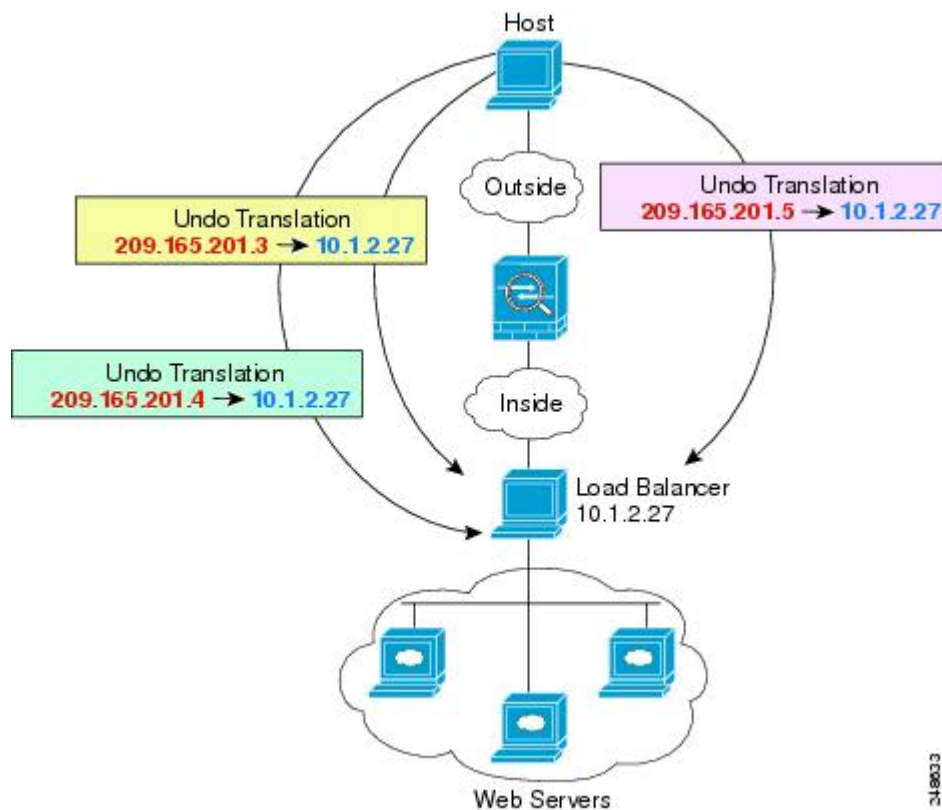 Host
Outside
Undo Translation
209.165.201.5 → 10.1.2.27
Undo Translation
209.165.201.3 → 10.1.2.27
Undo Translation
209.165.201.4 → 10.1.2.27
Inside
Load Balancer
10.1.2.27
Web Servers
248633